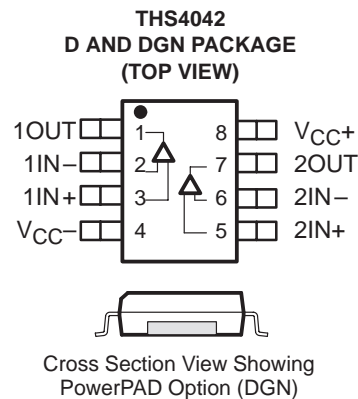 THS4042
D AND DGN PACKAGE
(TOP VIEW)
1OUT 1 8 VCC+
1IN− 2 7 2OUT
1IN+ 3 6 2IN−
VCC− 4 5 2IN+
Cross Section View Showing
PowerPAD Option (DGN)